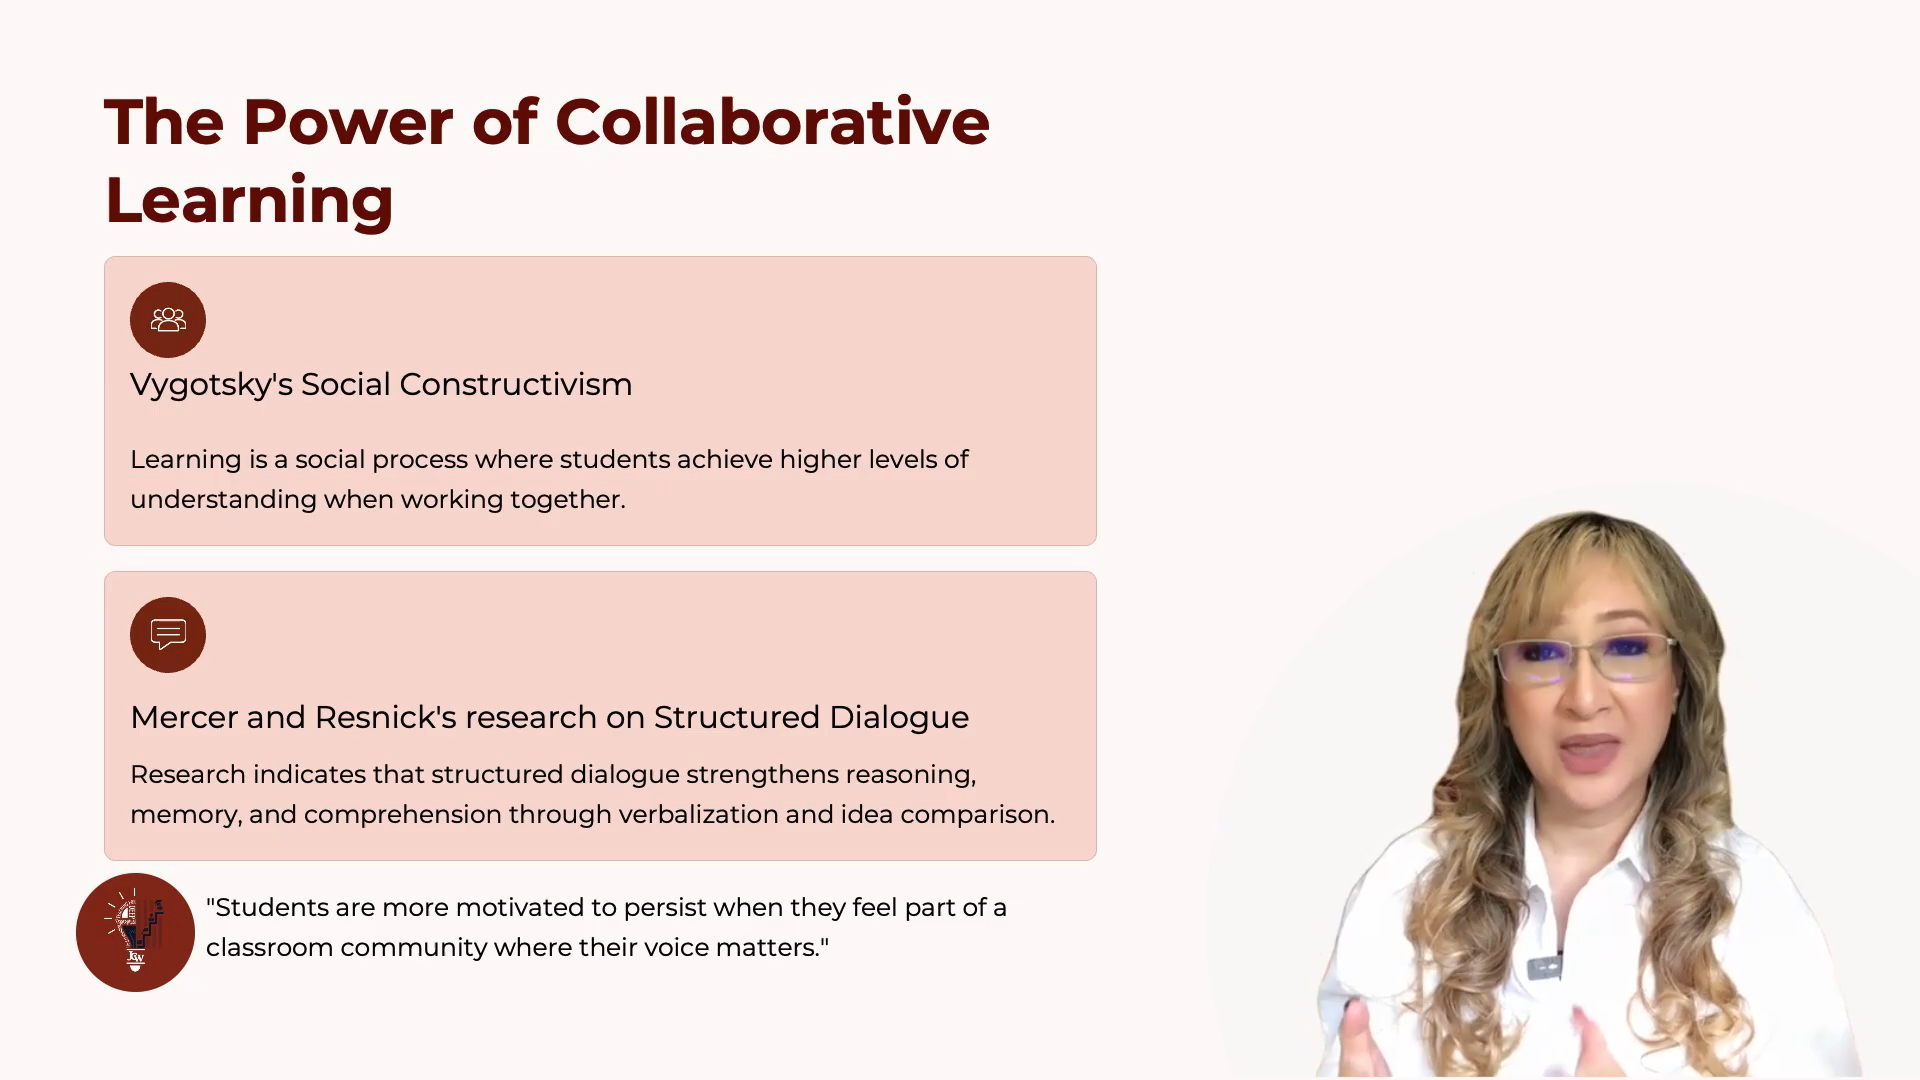 The Power of Collaborative
Learning
Vygotsky's Social Constructivism
Learning is a social process where students achieve higher levels of
understanding when working together.
Mercer and Resnick's research on Structured Dialogue
Research indicates that structured dialogue strengthens reasoning,
memory, and comprehension through verbalization and idea comparison.
"Students are more motivated to persist when they feel part of a
classroom community where their voice matters."